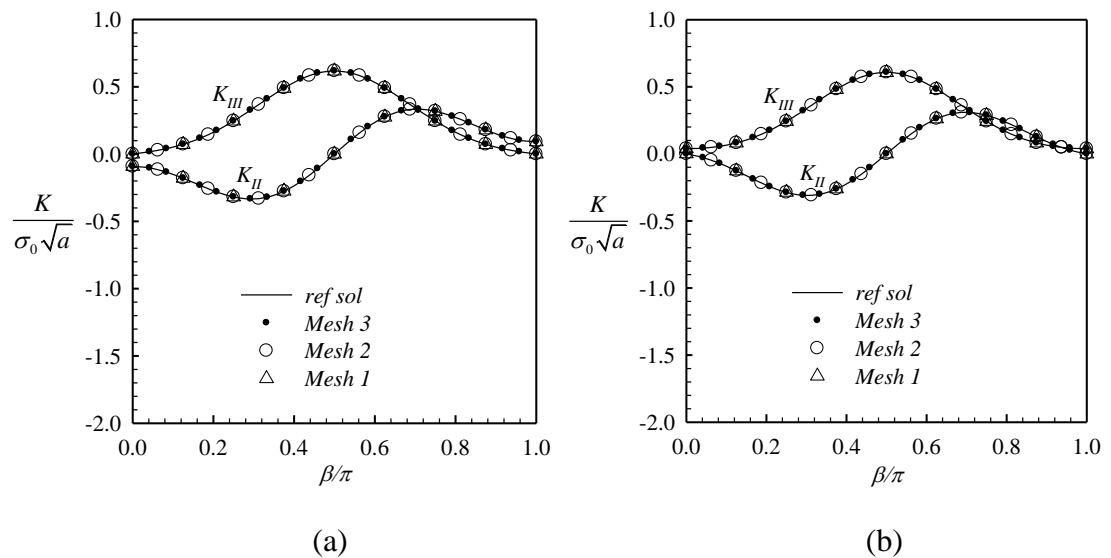 1.0
0.5
0.0
-0.5
-1.0
-1.5
-2.0
K
σ₀√a
K_III
K_II
ref sol
Mesh 3
Mesh 2
Mesh 1
0.0 0.2 0.4 0.6 0.8 1.0
β/π
(a)
1.0
0.5
0.0
-0.5
-1.0
-1.5
-2.0
K
σ₀√a
K_III
K_II
ref sol
Mesh 3
Mesh 2
Mesh 1
0.0 0.2 0.4 0.6 0.8 1.0
β/π
(b)